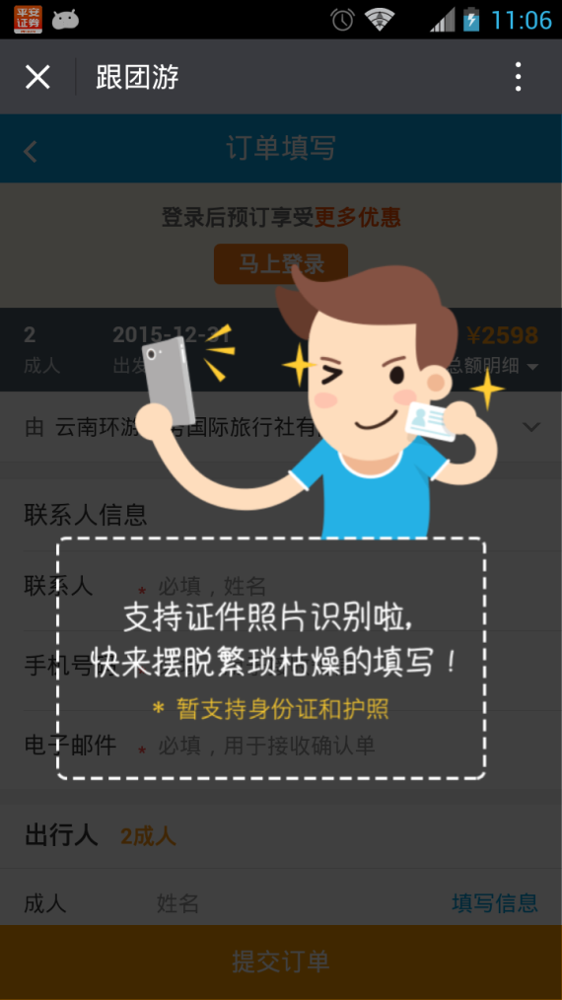 平安
证券
11:06
跟团游
订单填写
登录后预订享受更多优惠
马上登录
2 2015-12-31 ¥2598
成人 出发 总额明细
由 云南环游 国际旅行社有
联系人信息
联系人 * 必填，姓名
支持证件照片识别啦，
手机号
快来摆脱繁琐枯燥的填写！
* 暂支持身份证和护照
电子邮件 * 必填，用于接收确认单
出行人 2成人
成人 姓名 填写信息
提交订单